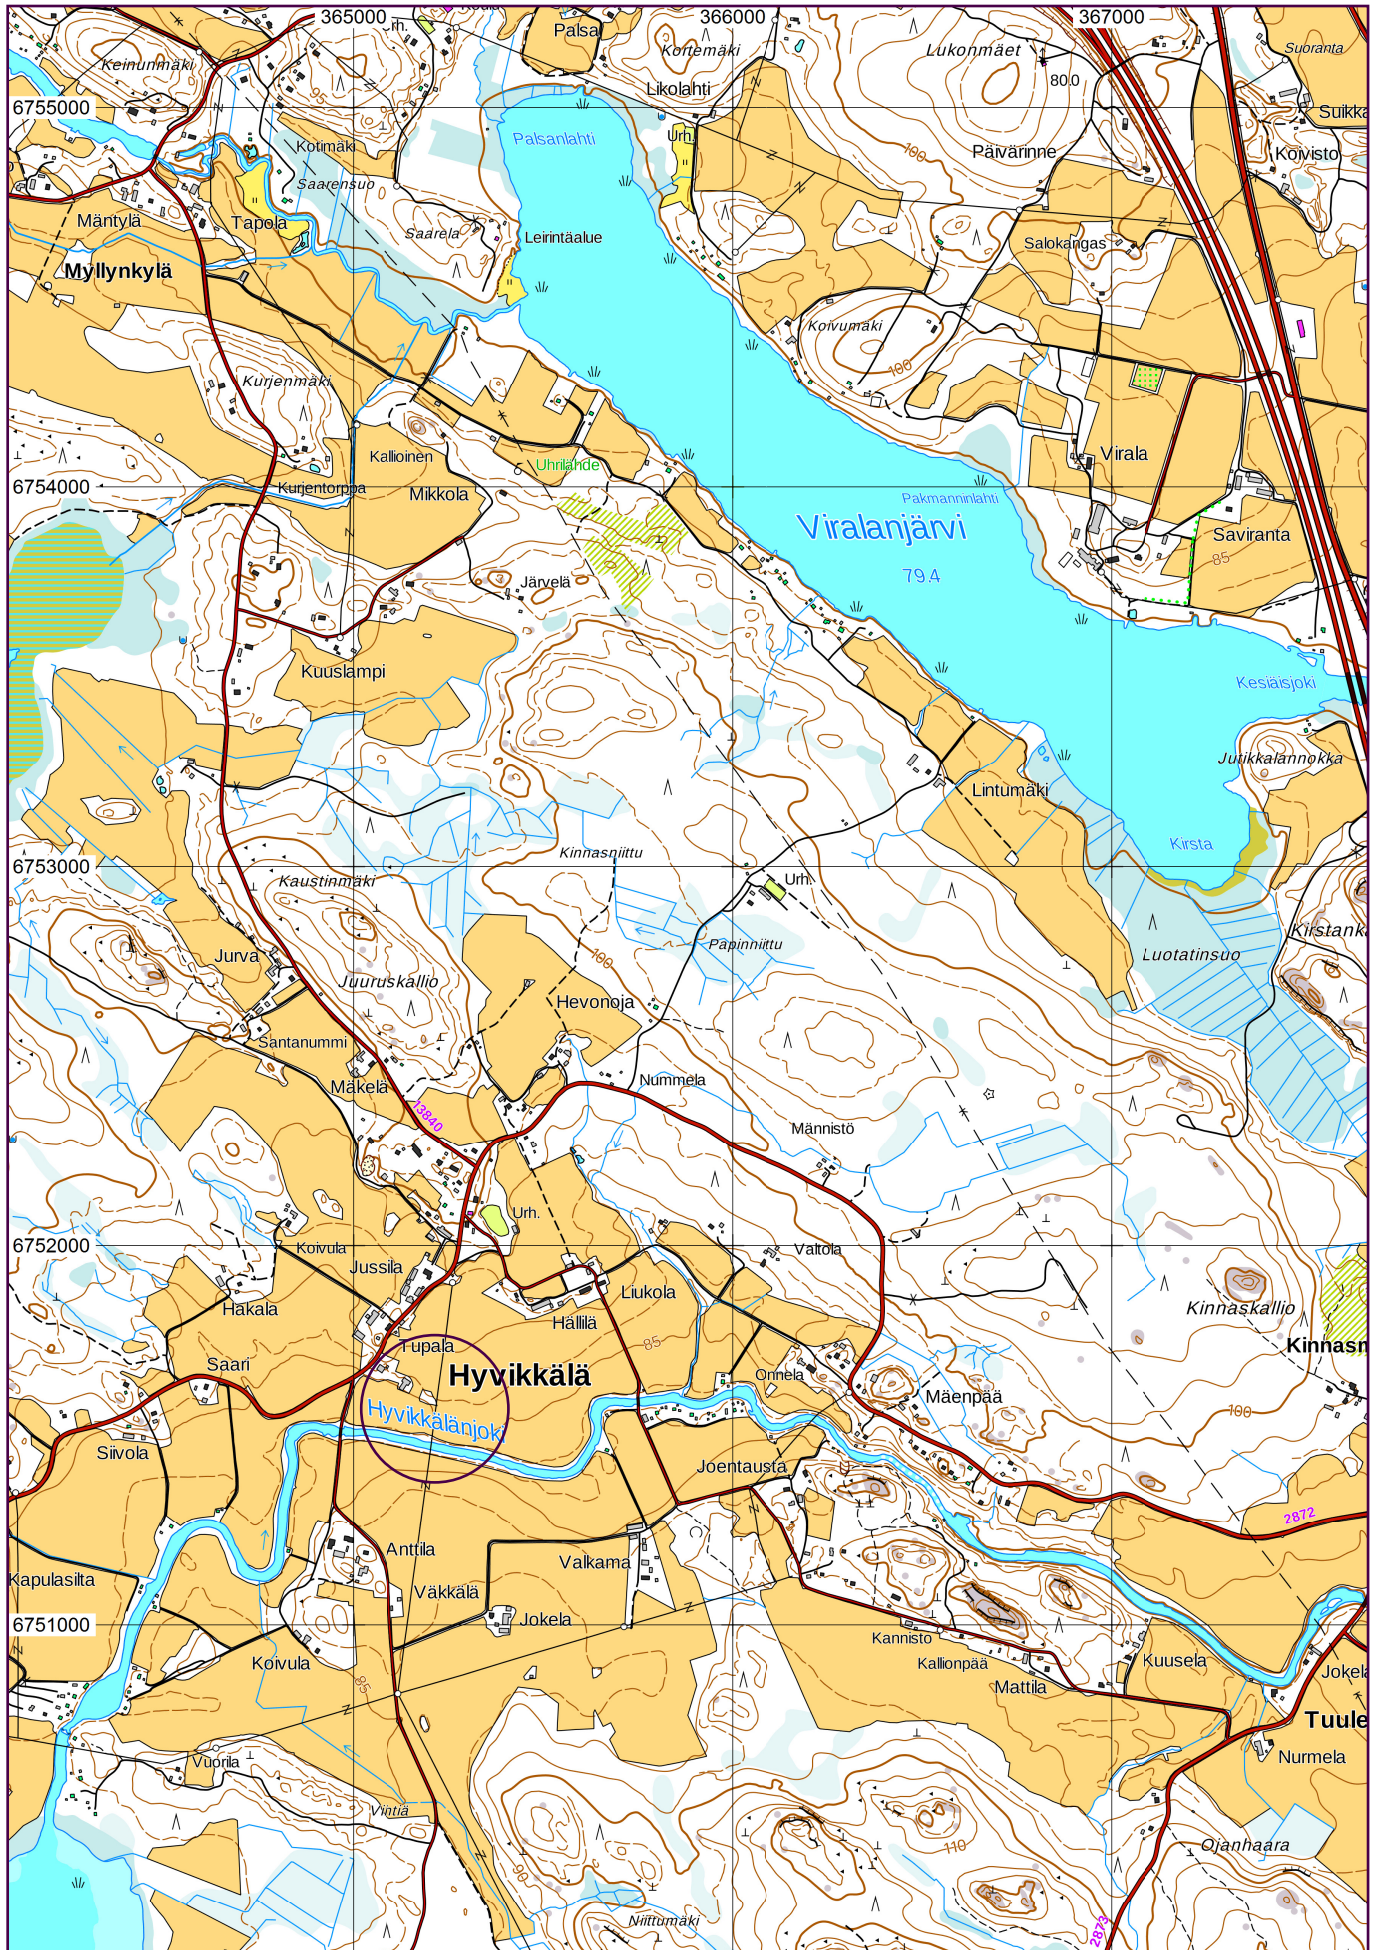 365000
366000
367000
Palsa
Kortemäki
Lukonmäet
Suoranta
Keinunmäki
80.0
Likolahti
95
6755000
Suikka
Palsanlahti
Urh.
Kotimäki
100
Päivärinne
Koivisto
Saarensuo
Mäntylä
Tapola
Saarela
Leirintäalue
Salokangas
Myllynkylä
Koivumäki
100
Kurjenmäki
Kallioinen
Uhrilähde
Virala
Kurjentorppa
Mikkola
6754000
Pakmanninlahti
Viralanjärvi
Saviranta
85
79.4
Järvelä
Kuuslampi
Kesiäisjoki
Jutikkalannokka
Lintumäki
Kirsta
Kinnasniittu
6753000
Kaustinmäki
Urh.
Kirstanka
Papinniittu
Jurva
100
Luotatinsuo
Juuruskallio
Hevonoja
Santanummi
Mäkelä
Nummela
13840
Männistö
Urh.
6752000
Koivula
Valtola
Jussila
Liukola
Hakala
Kinnaskallio
Hällilä
Tupala
85
Kinnasm
Saari
Hyvikkälä
Onnela
Mäenpää
Hyvikkälänjoki
100
Siivola
Joentausta
2872
Anttila
Valkama
Kapulasilta
Väkkälä
Jokela
6751000
Kannisto
Koivula
Kallionpää
Kuusela
Jokela
85
Mattila
Tuule
Vuorila
Nurmela
Vintiä
110
Ojanhaara
90
Niittumäki
2873